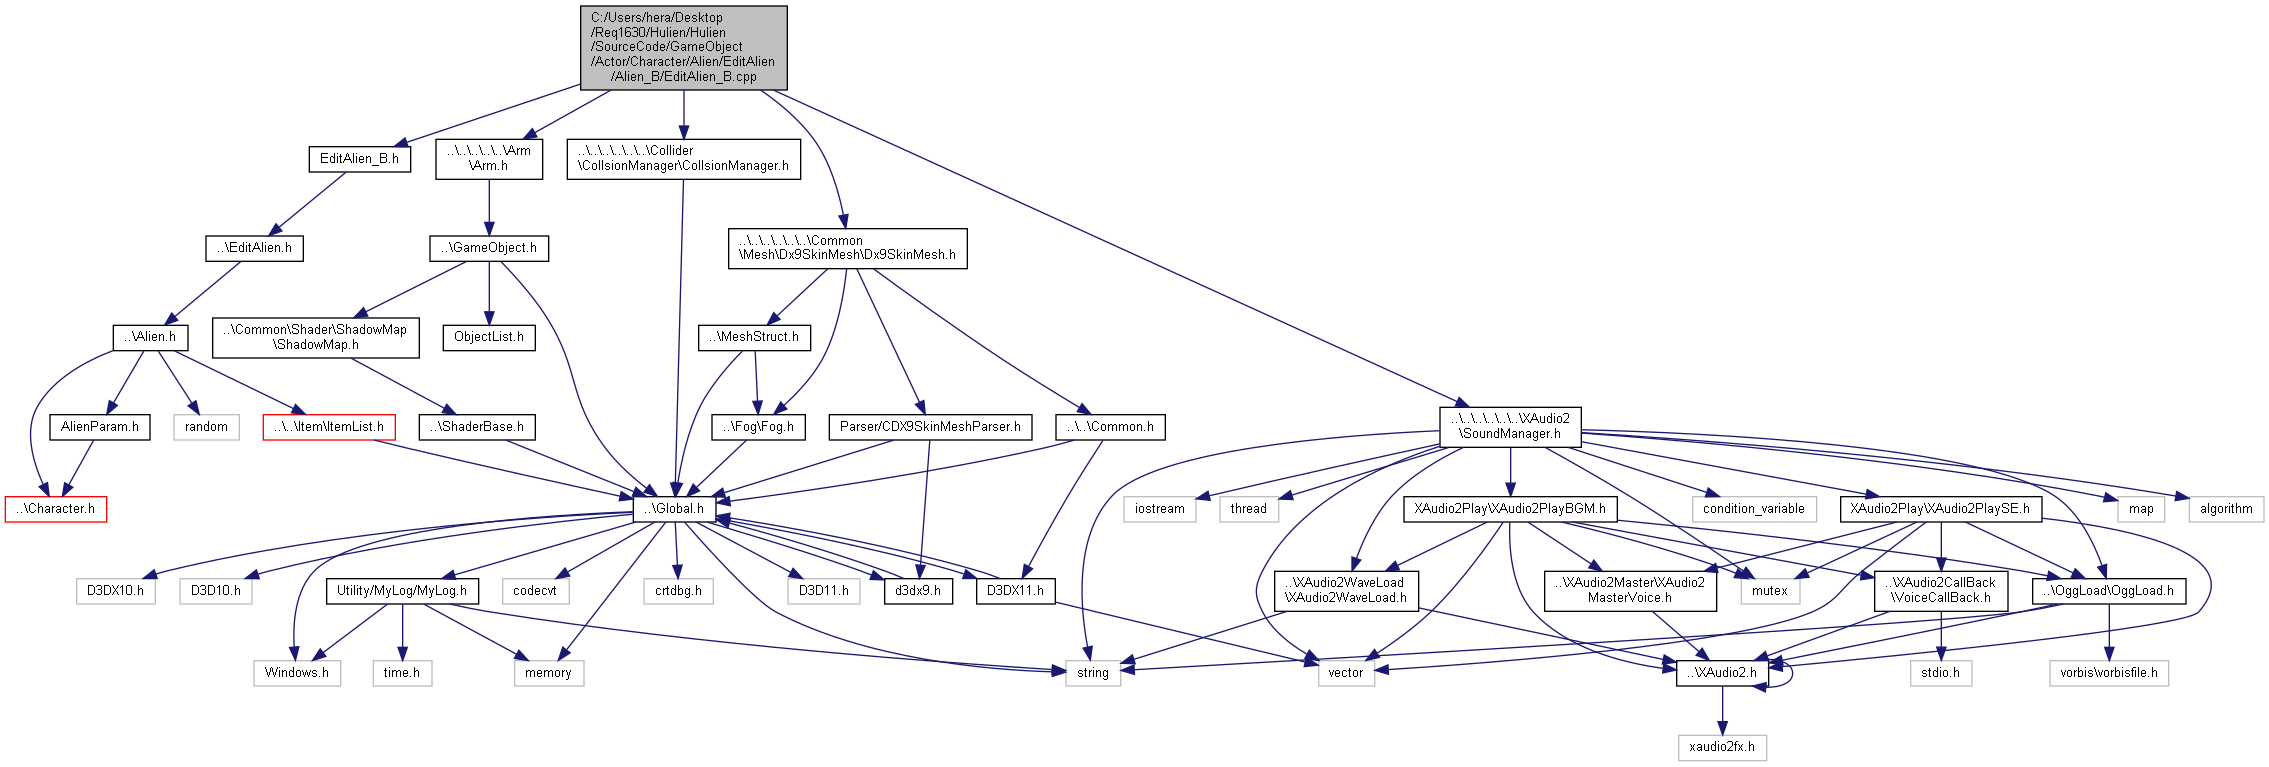 C:/Users/hera/Desktop
/Req1630/Hulien/Hulien
/SourceCode/GameObject
/Actor/Character/Alien/EditAlien
/Alien_B/EditAlien_B.cpp
EditAlien_B.h
..\..\..\..\..\Arm
\Arm.h
..\..\..\..\..\..\Collider
\CollsionManager\CollsionManager.h
..\..\..\..\..\..\Common
\Mesh\Dx9SkinMesh\Dx9SkinMesh.h
..\EditAlien.h
..\GameObject.h
..\Alien.h
..\Common\Shader\ShadowMap
\ShadowMap.h
ObjectList.h
..\MeshStruct.h
AlienParam.h
random
..\..\Item\ItemList.h
..\ShaderBase.h
..\Fog\Fog.h
Parser/CDX9SkinMeshParser.h
..\..\Common.h
..\..\..\..\..\..\XAudio2
\SoundManager.h
..\Character.h
..\Global.h
iostream
thread
XAudio2Play\XAudio2PlayBGM.h
condition_variable
XAudio2Play\XAudio2PlaySE.h
map
algorithm
D3DX10.h
D3D10.h
Utility/MyLog/MyLog.h
codecvt
crtdbg.h
D3D11.h
d3dx9.h
D3DX11.h
..\XAudio2WaveLoad
\XAudio2WaveLoad.h
..\XAudio2Master\XAudio2
MasterVoice.h
mutex
..\XAudio2CallBack
\VoiceCallBack.h
..\OggLoad\OggLoad.h
Windows.h
time.h
memory
string
vector
..\XAudio2.h
stdio.h
vorbis\vorbisfile.h
xaudio2fx.h